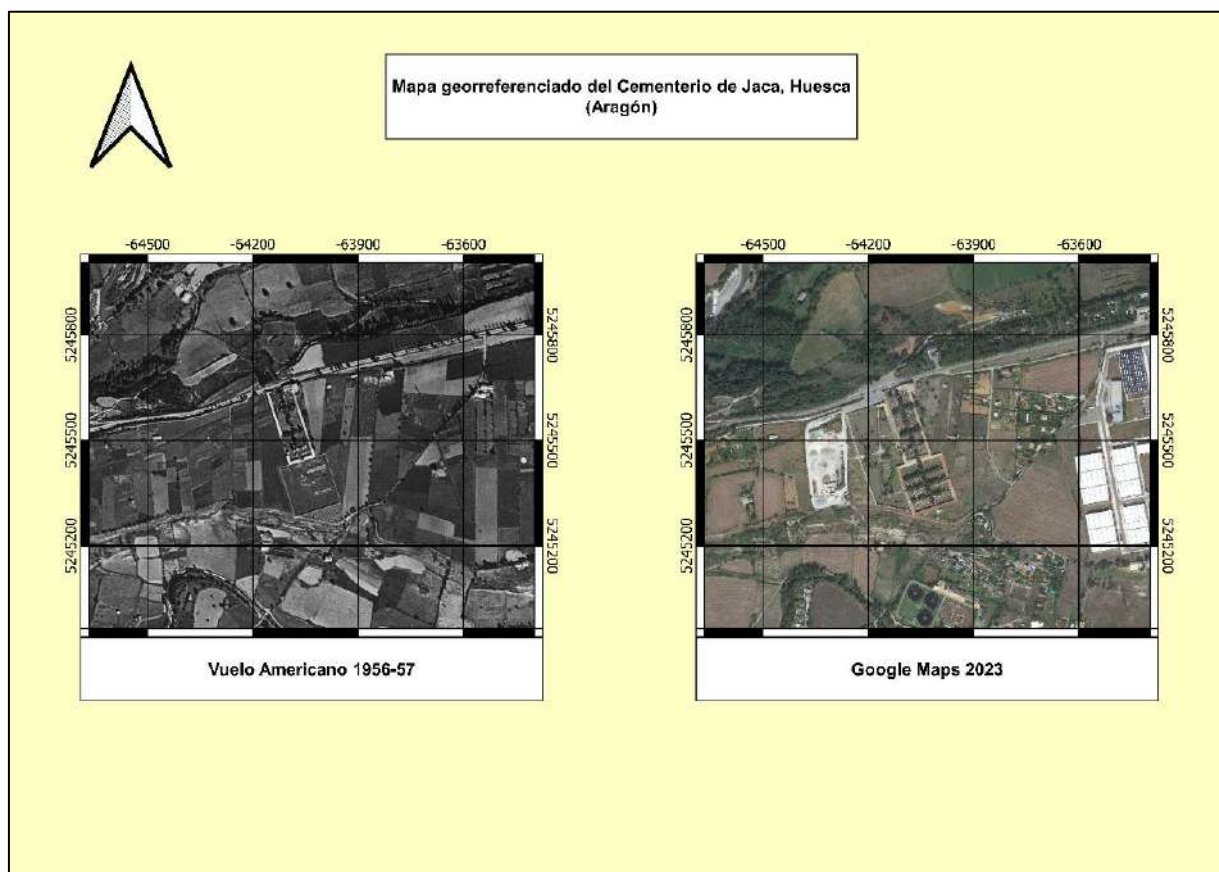 Mapa georreferenciado del Cementerio de Jaca, Huesca
(Aragón)
-64500 -64200 -63900 -63600
5245800 5245800
5245500 5245500
5245200 5245200
Vuelo Americano 1956-57
-64500 -64200 -63900 -63600
5245800 5245800
5245500 5245500
5245200 5245200
Google Maps 2023